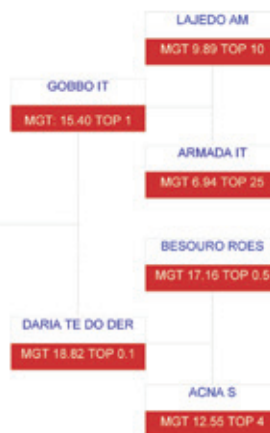 LAJEDO AM
MGT 9.89 TOP 10
GOBBO IT
MGT: 15.40 TOP 1
ARMADA IT
MGT 6.94 TOP 25
BESOURO ROES
MGT 17.16 TOP 0.5
DARIA TE DO DER
MGT 18.82 TOP 0.1
ACNA S
MGT 12.55 TOP 4